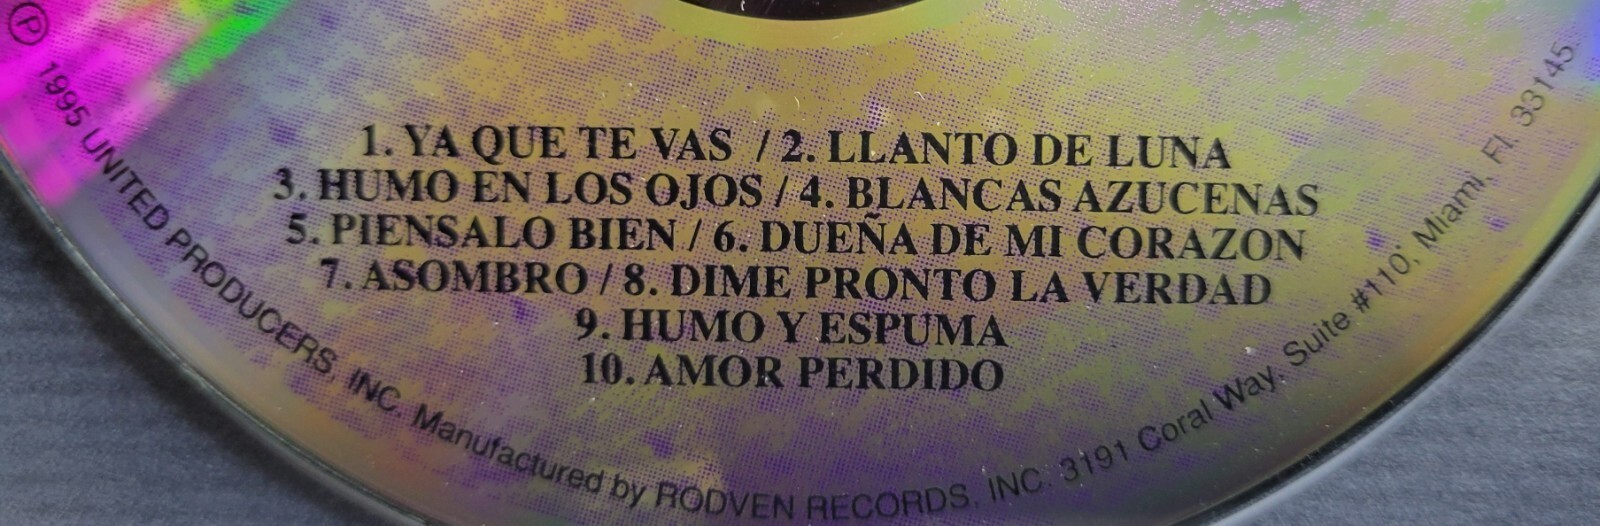 1. YA QUE TE VAS / 2. LLANTO DE LUNA
3. HUMO EN LOS OJOS / 4. BLANCAS AZUCENAS
5. PIENSALO BIEN / 6. DUEÑA DE MI CORAZON
7. ASOMBRO / 8. DIME PRONTO LA VERDAD
9. HUMO Y ESPUMA
10. AMOR PERDIDO
Ⓟ 1995 UNITED PRODUCERS, INC. Manufactured by RODVEN RECORDS, INC. 3191 Coral Way, Suite #110, Miami, Fl. 33145